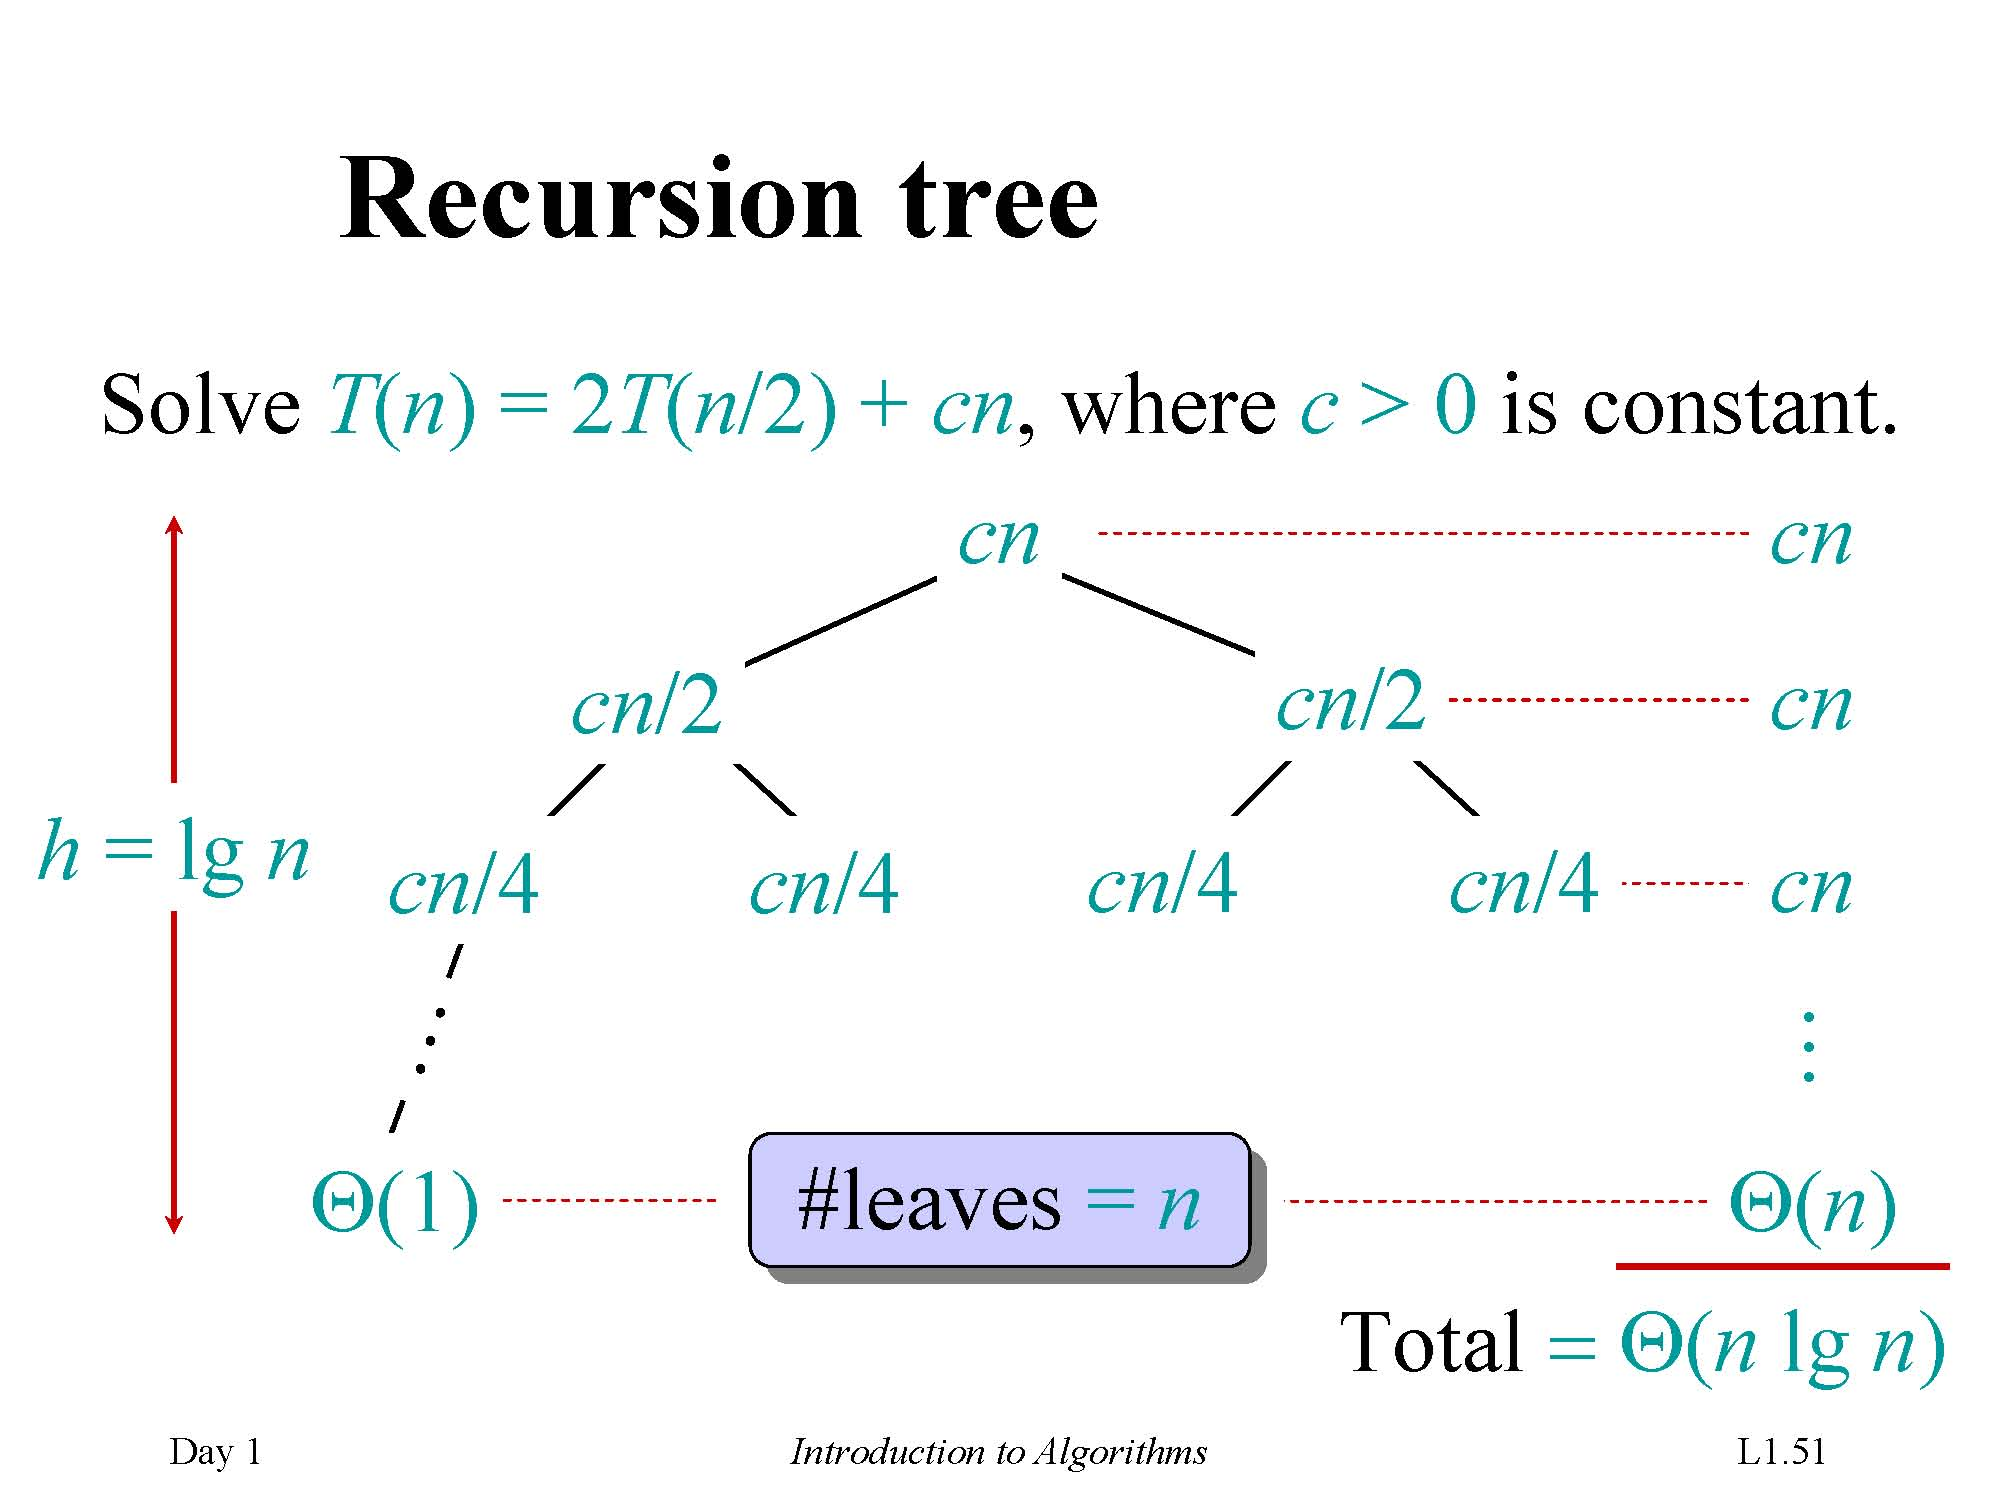 Recursion tree
Solve T(n) = 2T(n/2) + cn, where c > 0 is constant.
cn cn
cn/2 cn/2 cn
h = lg n cn/4 cn/4 cn/4 cn/4 cn
Θ(1) #leaves = n Θ(n)
Total = Θ(n lg n)
Day 1 Introduction to Algorithms L1.51